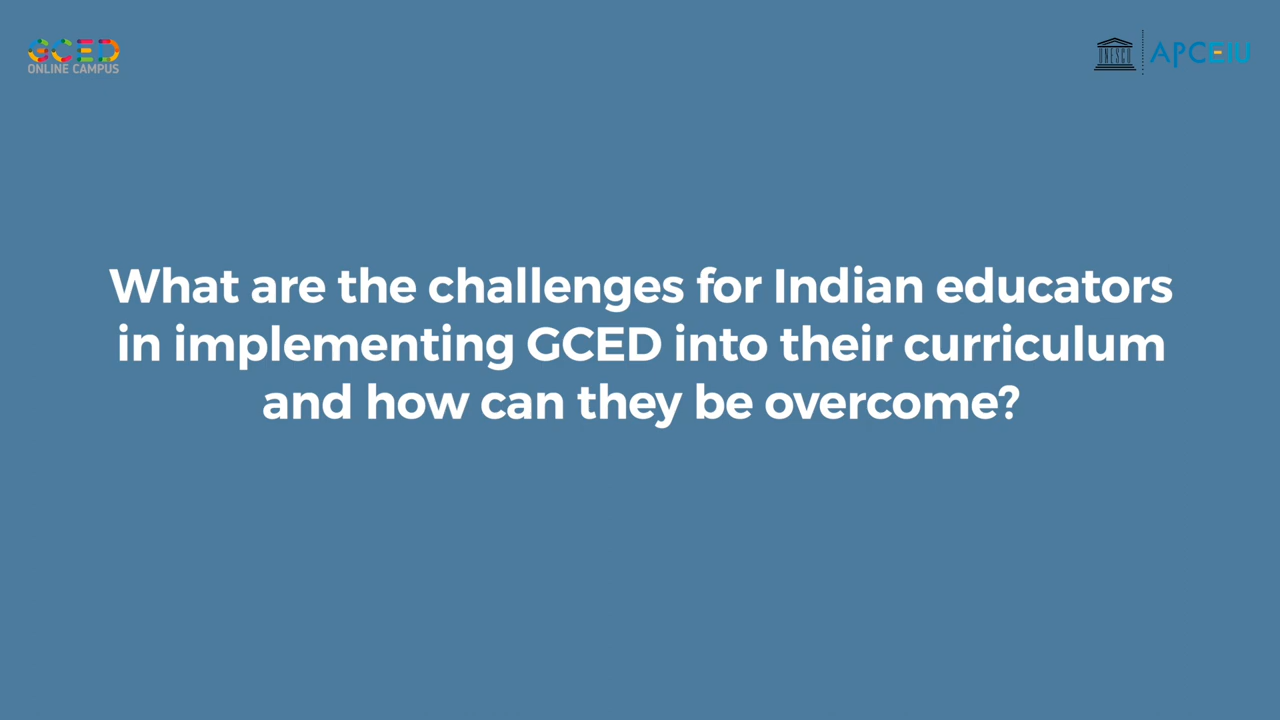 GCED
ONLINE CAMPUS
UNESCO
APCEIU
What are the challenges for Indian educators
in implementing GCED into their curriculum
and how can they be overcome?